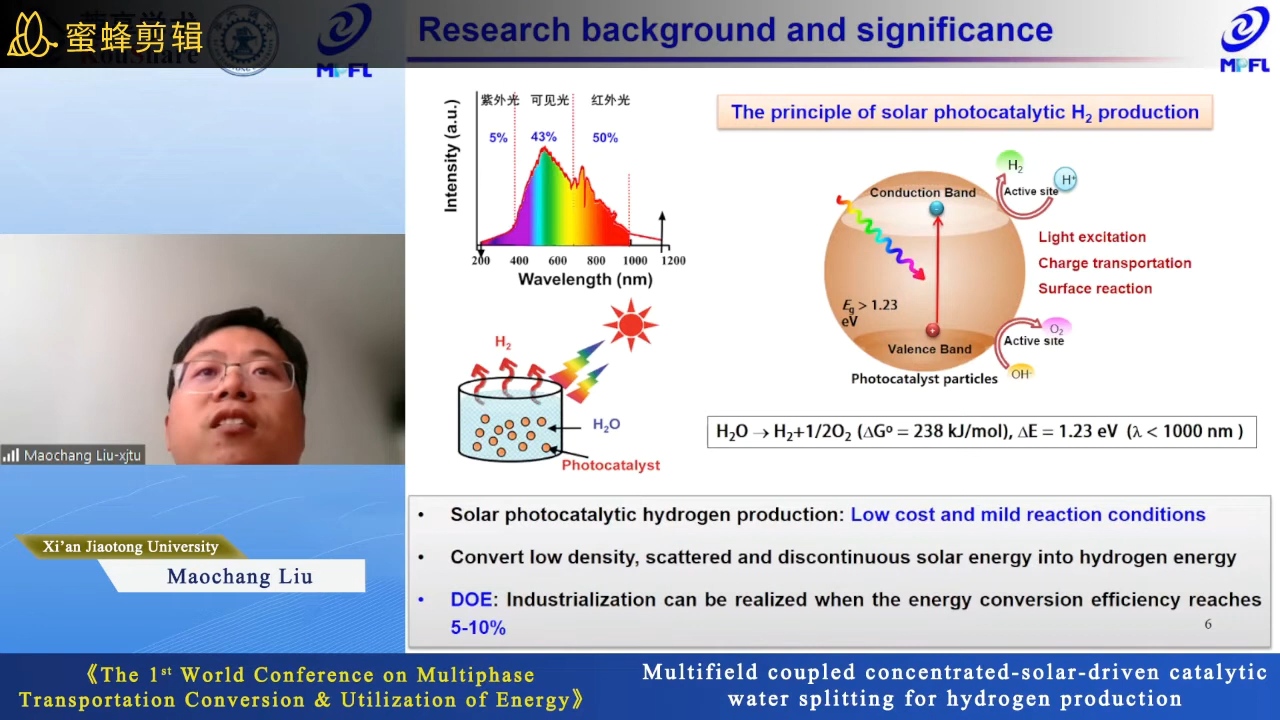 蜜蜂剪辑
KouShare
MPFL
Research background and significance
MPFL
紫外光 可见光 红外光
5% 43% 50%
Intensity (a.u.)
200 400 600 800 1000 1200
Wavelength (nm)
H₂
H₂O
Photocatalyst
The principle of solar photocatalytic H₂ production
H₂
H⁺
Active site
Conduction Band
Light excitation
Charge transportation
Surface reaction
Eg > 1.23
eV
O₂
Active site
Valence Band
OH⁻
Photocatalyst particles
H₂O → H₂+1/2O₂ (ΔGᵒ = 238 kJ/mol), ΔE = 1.23 eV (λ < 1000 nm )
• Solar photocatalytic hydrogen production: Low cost and mild reaction conditions
• Convert low density, scattered and discontinuous solar energy into hydrogen energy
• DOE: Industrialization can be realized when the energy conversion efficiency reaches
5-10%
6
Maochang Liu-xjtu
Xi’an Jiaotong University
Maochang Liu
《The 1ˢᵗ World Conference on Multiphase
Transportation Conversion & Utilization of Energy》
Multifield coupled concentrated-solar-driven catalytic
water splitting for hydrogen production